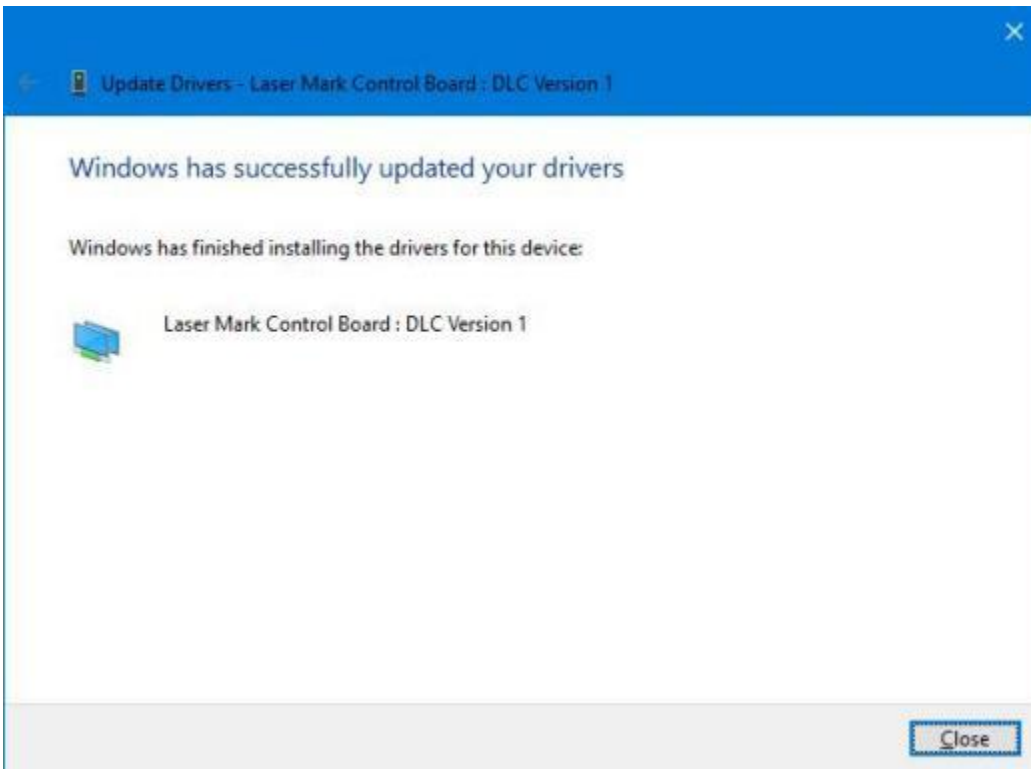 Update Drivers - Laser Mark Control Board : DLC Version 1
Windows has successfully updated your drivers
Windows has finished installing the drivers for this device:
Laser Mark Control Board : DLC Version 1
Close